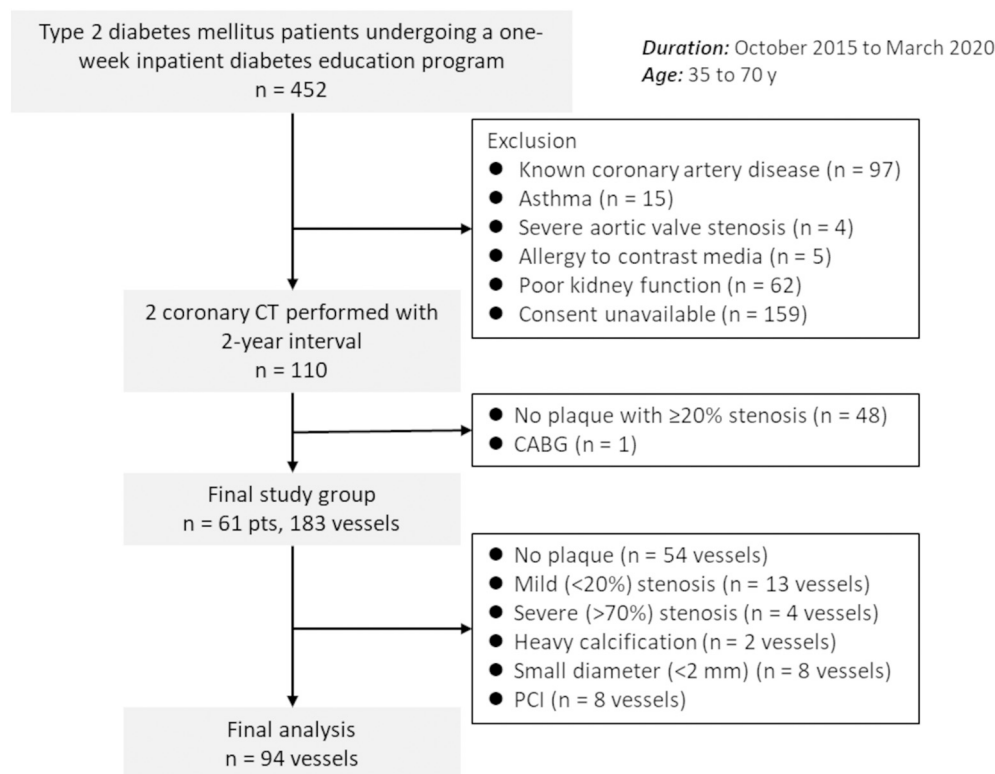 Type 2 diabetes mellitus patients undergoing a one-
week inpatient diabetes education program
n = 452
Duration: October 2015 to March 2020
Age: 35 to 70 y
Exclusion
● Known coronary artery disease (n = 97)
● Asthma (n = 15)
● Severe aortic valve stenosis (n = 4)
● Allergy to contrast media (n = 5)
● Poor kidney function (n = 62)
● Consent unavailable (n = 159)
2 coronary CT performed with
2-year interval
n = 110
● No plaque with ≥20% stenosis (n = 48)
● CABG (n = 1)
Final study group
n = 61 pts, 183 vessels
● No plaque (n = 54 vessels)
● Mild (<20%) stenosis (n = 13 vessels)
● Severe (>70%) stenosis (n = 4 vessels)
● Heavy calcification (n = 2 vessels)
● Small diameter (<2 mm) (n = 8 vessels)
● PCI (n = 8 vessels)
Final analysis
n = 94 vessels